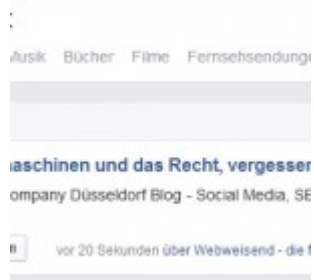 Musik Bücher Filme Fernsehsendunge
aschinen und das Recht, vergessen
ompany Düsseldorf Blog - Social Media, SE
n vor 20 Sekunden über Webweisend - die f